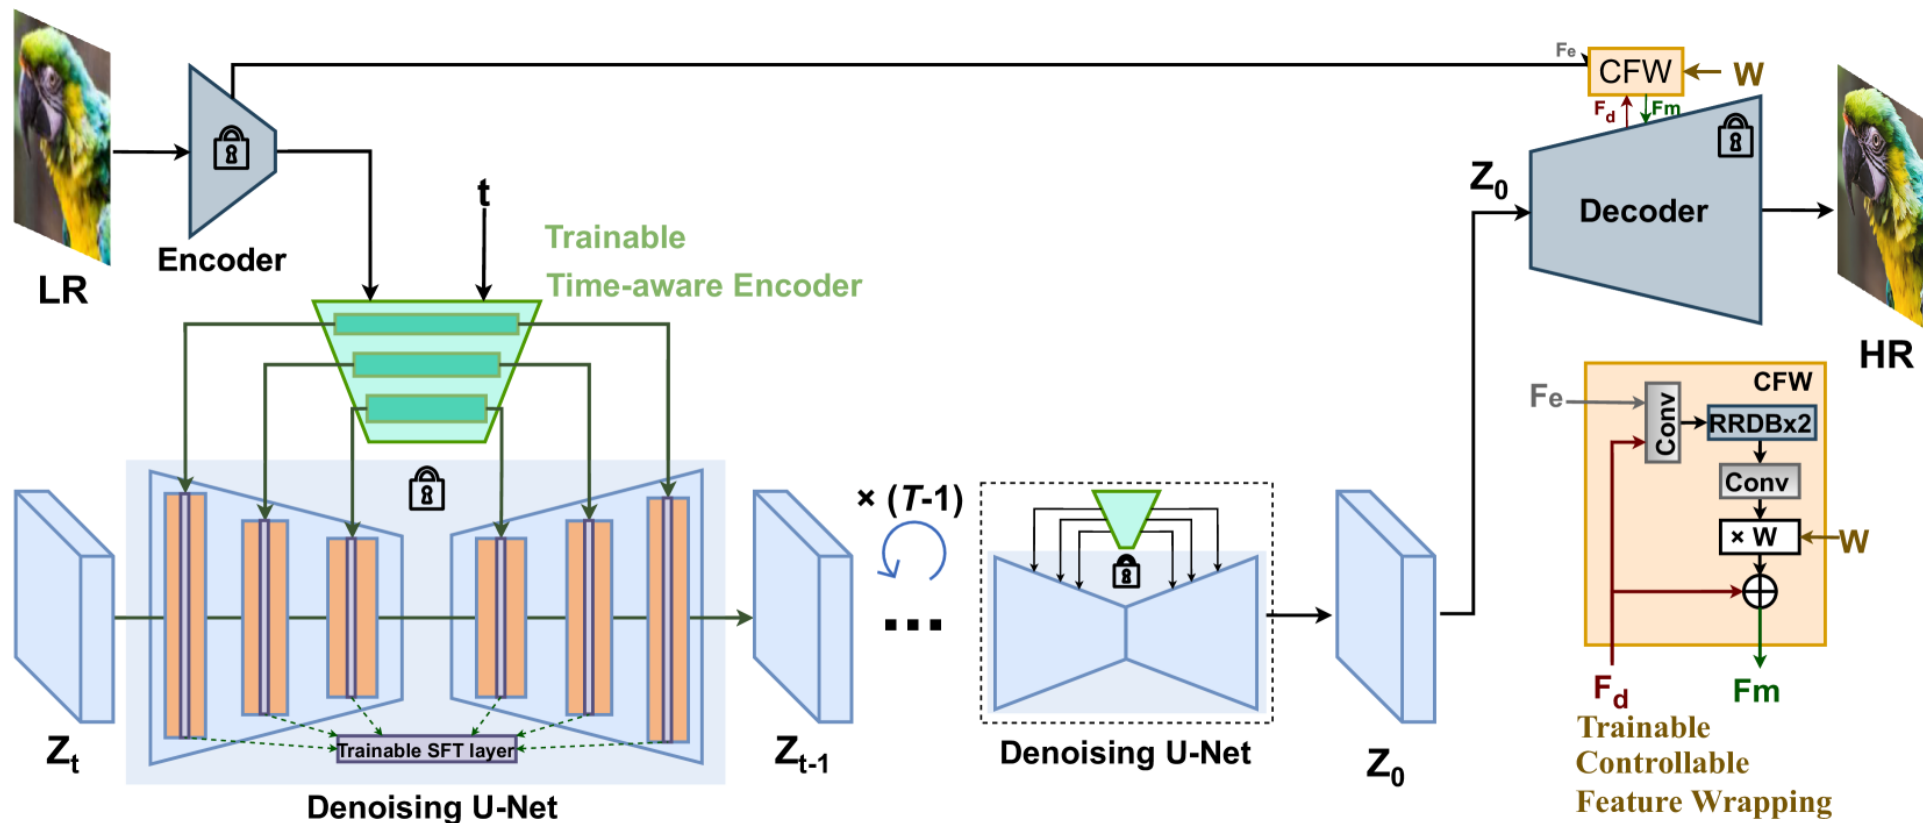 LR
Encoder
t
Trainable
Time-aware Encoder
Fe
CFW
W
Fd
Fm
Z0
Decoder
HR
Zt
Trainable SFT layer
Denoising U-Net
Zt-1
× (T-1)
...
Denoising U-Net
Z0
CFW
Fe
Conv
RRDBx2
Conv
× W
W
Fd
Fm
Trainable
Controllable
Feature Wrapping